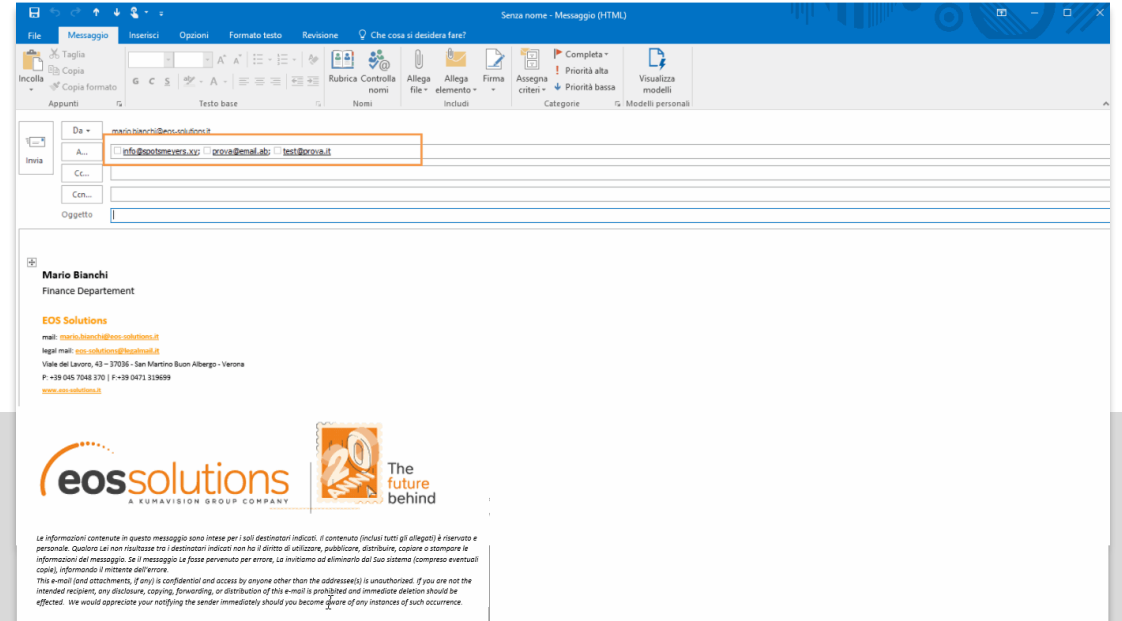 Senza nome - Messaggio (HTML)
File Messaggio Inserisci Opzioni Formato testo Revisione Che cosa si desidera fare?
Incolla
Taglia
Copia
Copia formato
Appunti
G C S
A
Testo base
Rubrica
Controlla nomi
Nomi
Allega file
Allega elemento
Firma
Includi
Assegna criteri
Completa
Priorità alta
Priorità bassa
Categorie
Visualizza modelli
Modelli personali
Invia
Da mario.bianchi@eos-solutions.it
A... info@spotsmeyers.xy; prova@email.ab; test@prova.it
Cc...
Ccn...
Oggetto
Mario Bianchi
Finance Departement
EOS Solutions
mail: mario.bianchi@eos-solutions.it
legal mail: eos-solutions@legalmail.it
Viale del Lavoro, 43 – 37036 - San Martino Buon Albergo - Verona
P: +39 045 7048 370 | F:+39 0471 319699
www.eos-solutions.it
eossolutions
A KUMAVISION GROUP COMPANY
20
The
future
behind
Le informazioni contenute in questo messaggio sono intese per i soli destinatari indicati. Il contenuto (inclusi tutti gli allegati) è riservato e
personale. Qualora Lei non risultasse tra i destinatari indicati non ha il diritto di utilizzare, pubblicare, distribuire, copiare o stampare le
informazioni del messaggio. Se il messaggio Le fosse pervenuto per errore, La invitiamo ad eliminarlo dal Suo sistema (compreso eventuali
copie), informando il mittente dell'errore.
This e-mail (and attachments, if any) is confidential and access by anyone other than the addressee(s) is unauthorized. If you are not the
intended recipient, any disclosure, copying, forwarding, or distribution of this e-mail is prohibited and immediate deletion should be
effected. We would appreciate your notifying the sender immediately should you become aware of any instances of such occurrence.